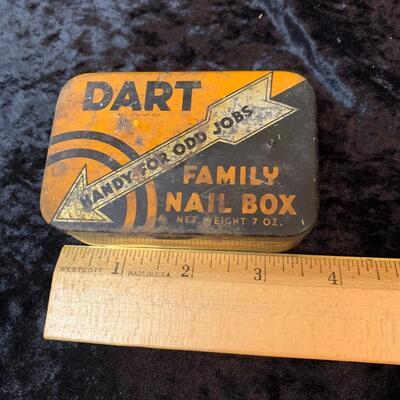 DART
HANDY FOR ODD JOBS
FAMILY
NAIL BOX
NET WEIGHT 7 OZ.
WESTCOTT MADE IN U.S.A.
1 2 3 4